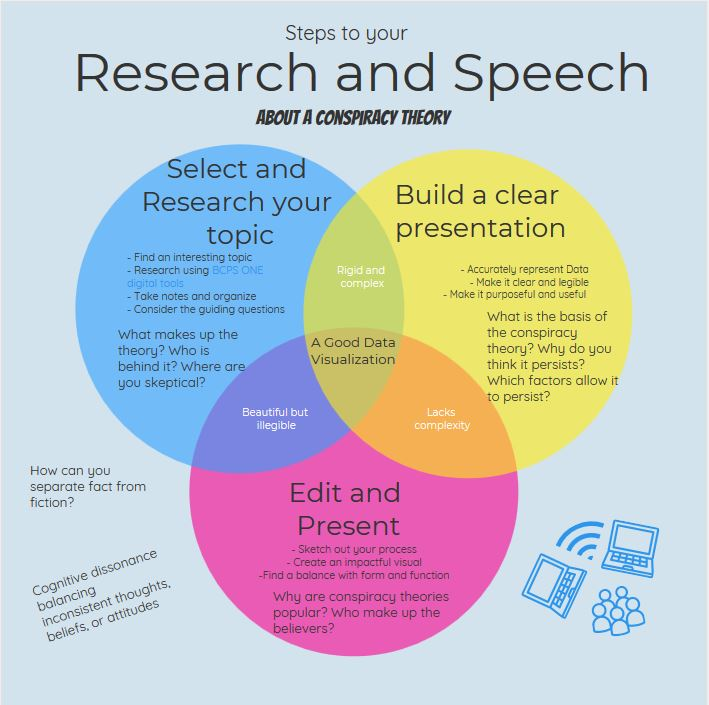 Steps to your
Research and Speech
ABOUT A CONSPIRACY THEORY
Select and
Research your
topic
- Find an interesting topic
- Research using BCPS ONE
digital tools
- Take notes and organize
- Consider the guiding questions
What makes up the
theory? Who is
behind it? Where are
you skeptical?
Build a clear
presentation
- Accurately represent Data
- Make it clear and legible
- Make it purposeful and useful
What is the basis of
the conspiracy
theory? Why do you
think it persists?
Which factors allow it
to persist?
Rigid and
complex
A Good Data
Visualization
Beautiful but
illegible
Lacks
complexity
Edit and
Present
- Sketch out your process
- Create an impactful visual
-Find a balance with form and function
Why are conspiracy theories
popular? Who make up the
believers?
How can you
separate fact from
fiction?
Cognitive dissonance
balancing
inconsistent thoughts,
beliefs, or attitudes